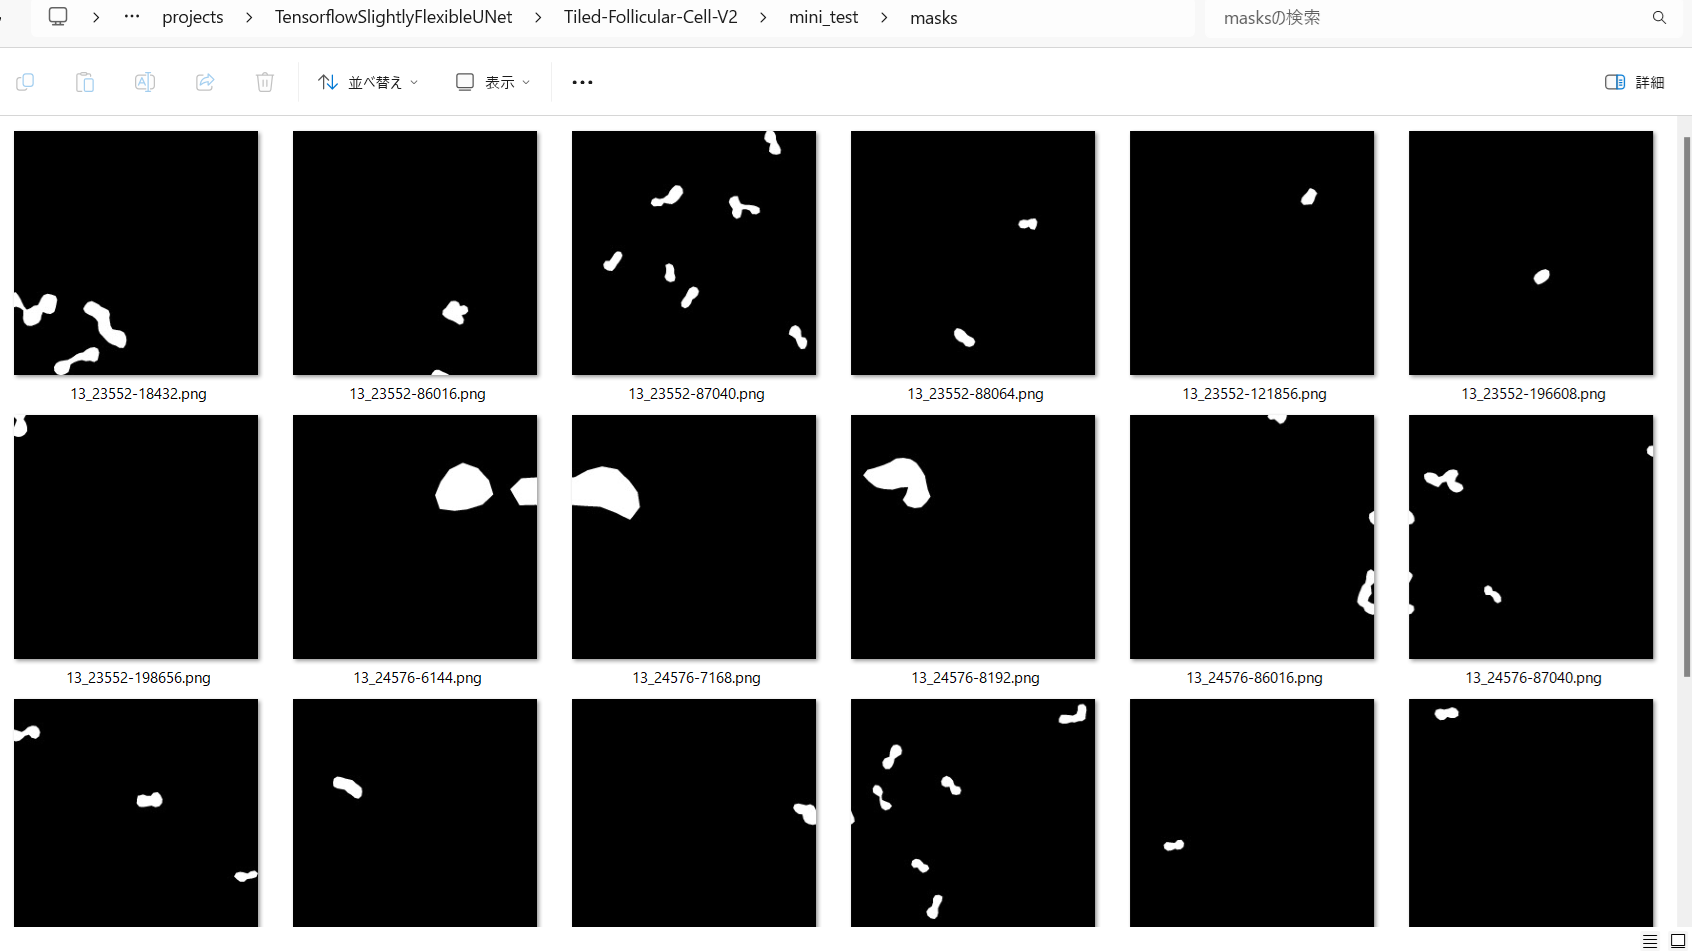 projects > TensorflowSlightlyFlexibleUNet > Tiled-Follicular-Cell-V2 > mini_test > masks
masksの検索
並べ替え
表示
詳細
13_23552-18432.png
13_23552-86016.png
13_23552-87040.png
13_23552-88064.png
13_23552-121856.png
13_23552-196608.png
13_23552-198656.png
13_24576-6144.png
13_24576-7168.png
13_24576-8192.png
13_24576-86016.png
13_24576-87040.png